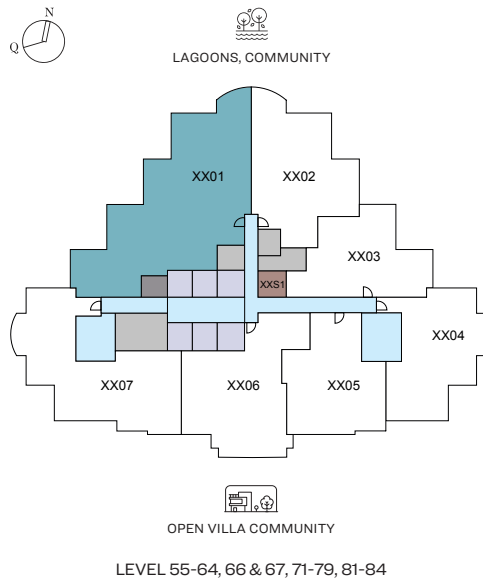 N
Q
LAGOONS, COMMUNITY
XX01
XX02
XX03
XXS1
XX04
XX07
XX06
XX05
OPEN VILLA COMMUNITY
LEVEL 55-64, 66 & 67, 71-79, 81-84